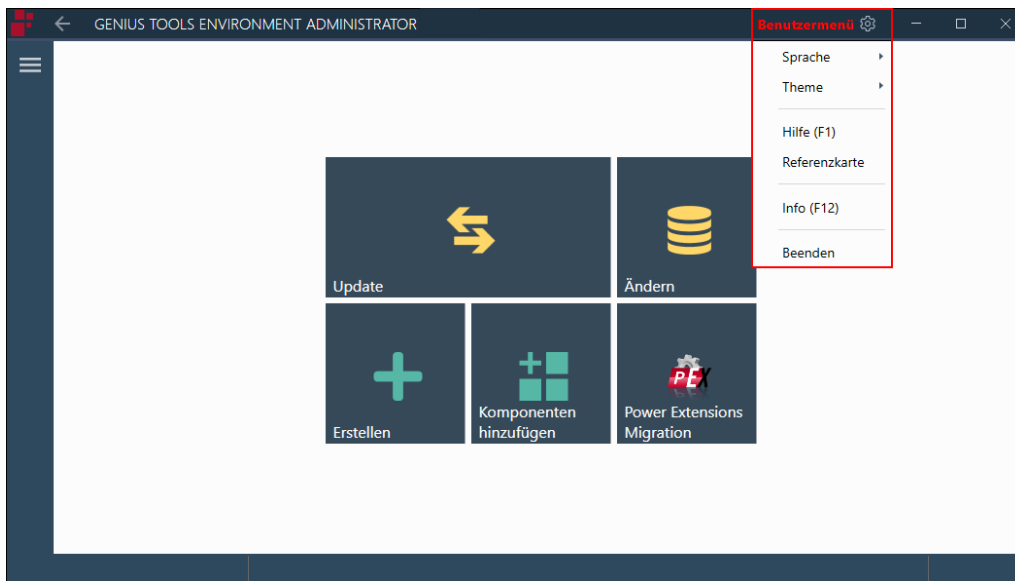 GENIUS TOOLS ENVIRONMENT ADMINISTRATOR
Benutzermenü
Sprache
Theme
Hilfe (F1)
Referenzkarte
Info (F12)
Beenden
Update
Ändern
Erstellen
Komponenten
hinzufügen
PEX
Power Extensions
Migration